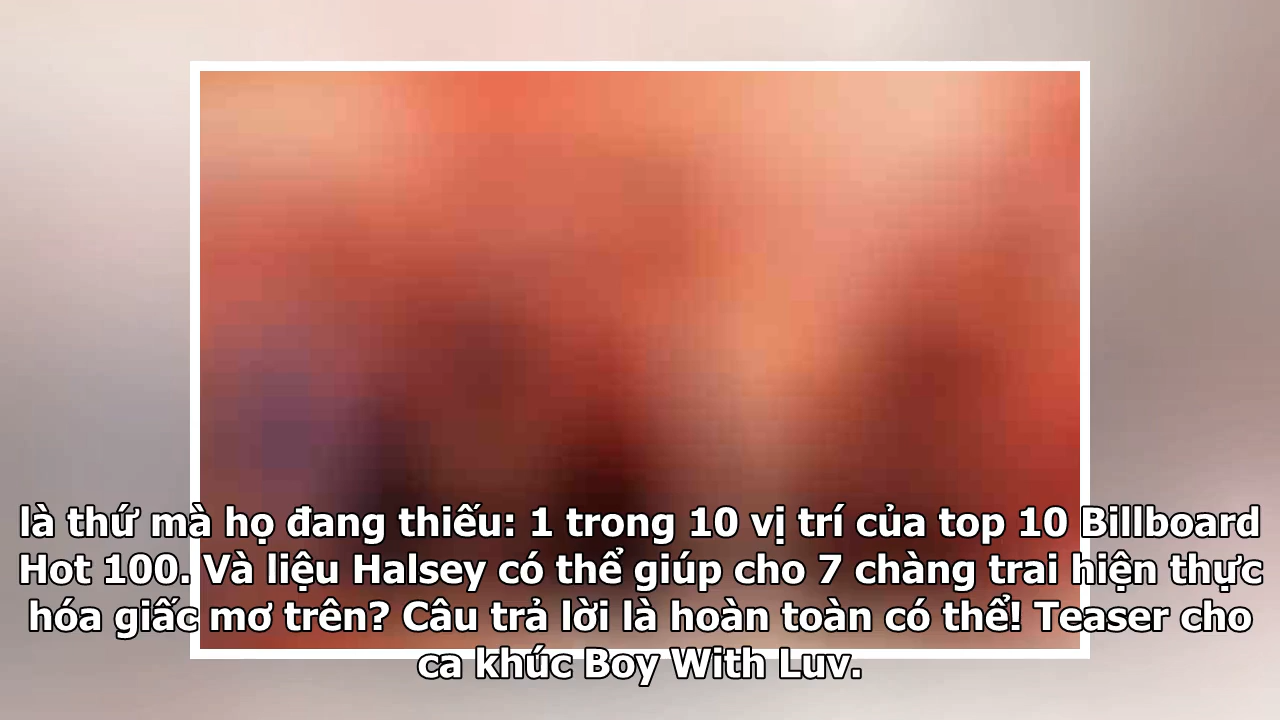 là thứ mà họ đang thiếu: 1 trong 10 vị trí của top 10 Billboard
Hot 100. Và liệu Halsey có thể giúp cho 7 chàng trai hiện thực
hóa giấc mơ trên? Câu trả lời là hoàn toàn có thể! Teaser cho
ca khúc Boy With Luv.